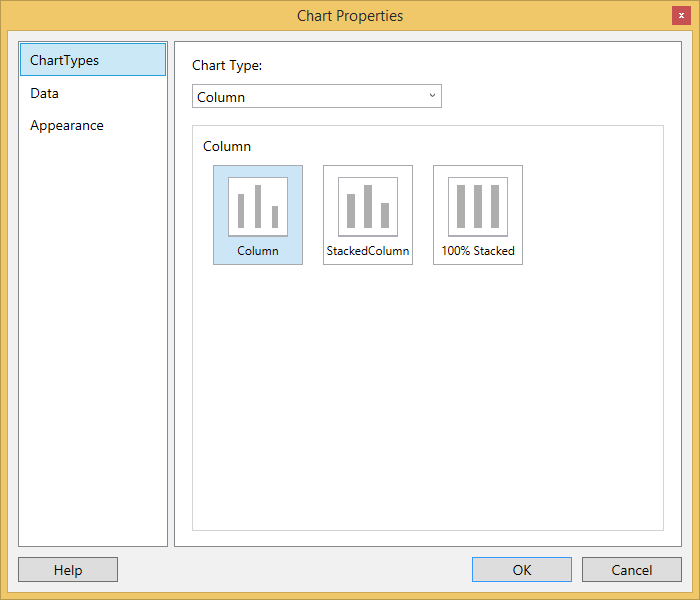 Chart Properties
x
ChartTypes
Data
Appearance
Chart Type:
Column
Column
Column
StackedColumn
100% Stacked
Help
OK
Cancel